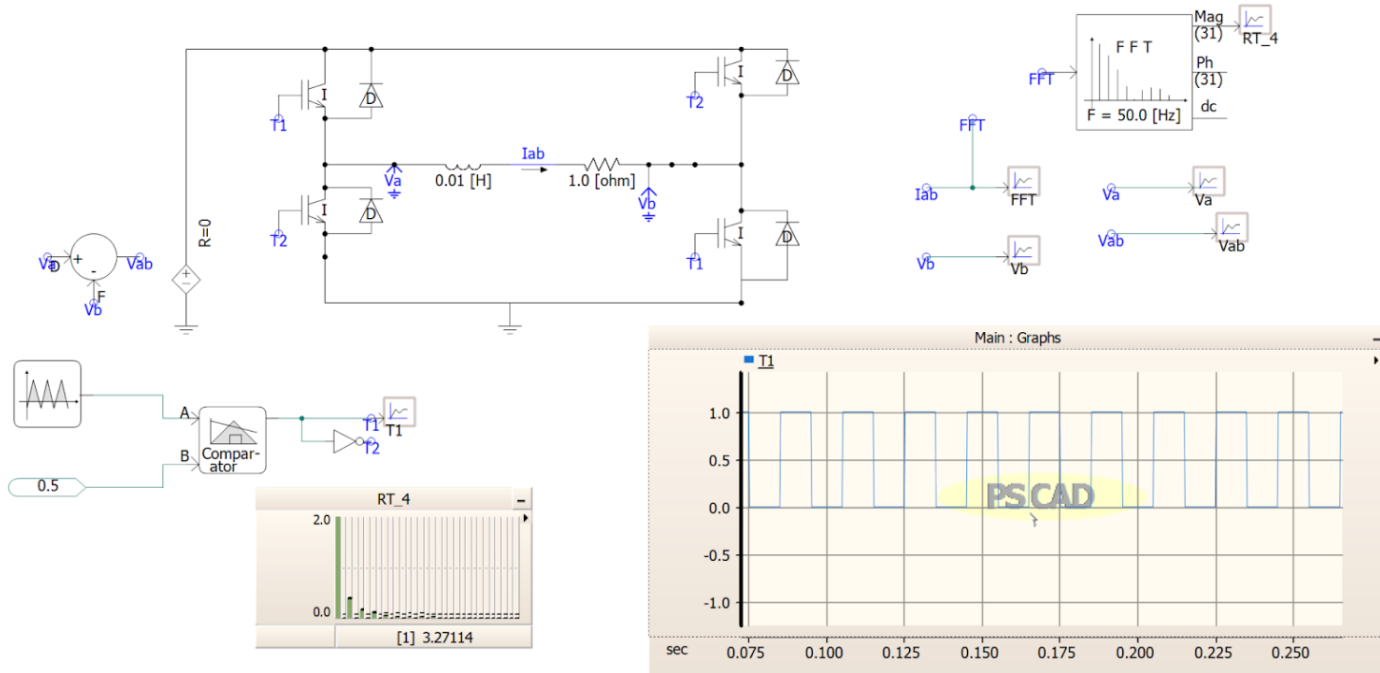 Mag
(31)
RT_4
F F T
Ph
(31)
FFT
dc
F = 50.0 [Hz]
I
D
T1
I
D
T2
FFT
Iab
Va
0.01 [H]
1.0 [ohm]
Vb
Iab
FFT
Va
Va
I
D
T2
I
D
T1
R=0
Vab
Vab
Va
D
+
-
Vab
F
Vb
+
-
Vb
Vb
Main : Graphs
T1
A
B
Compar-
ator
T1
T1
T2
0.5
RT_4
2.0
0.0
[1] 3.27114
1.0
0.5
0.0
-0.5
-1.0
PSCAD
sec
0.075
0.100
0.125
0.150
0.175
0.200
0.225
0.250